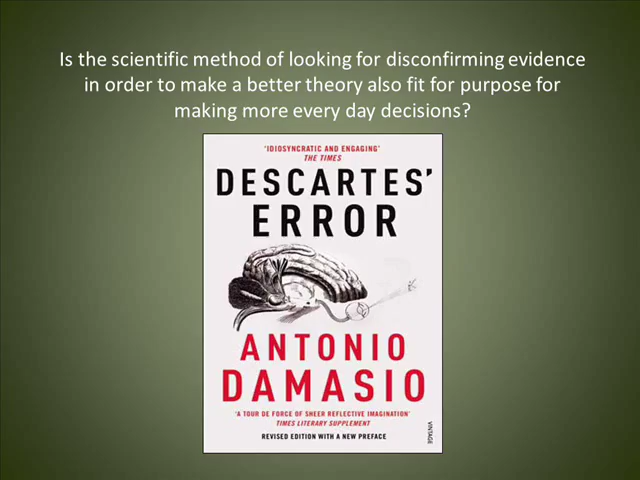 Is the scientific method of looking for disconfirming evidence
in order to make a better theory also fit for purpose for
making more every day decisions?
'IDIOSYNCRATIC AND ENGAGING'
THE TIMES
DESCARTES'
ERROR
ANTONIO
DAMASIO
'A TOUR DE FORCE OF SHEER REFLECTIVE IMAGINATION'
TIMES LITERARY SUPPLEMENT
REVISED EDITION WITH A NEW PREFACE
VINTAGE